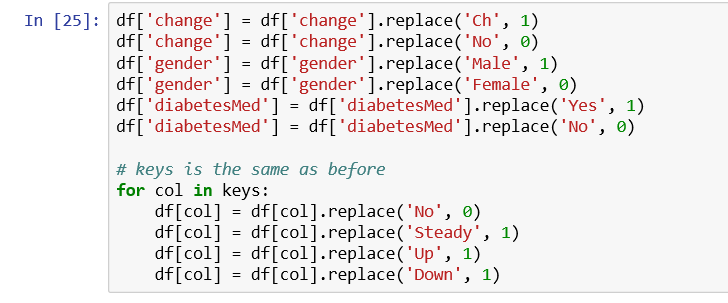 In [25]: df['change'] = df['change'].replace('Ch', 1)
df['change'] = df['change'].replace('No', 0)
df['gender'] = df['gender'].replace('Male', 1)
df['gender'] = df['gender'].replace('Female', 0)
df['diabetesMed'] = df['diabetesMed'].replace('Yes', 1)
df['diabetesMed'] = df['diabetesMed'].replace('No', 0)

# keys is the same as before
for col in keys:
    df[col] = df[col].replace('No', 0)
    df[col] = df[col].replace('Steady', 1)
    df[col] = df[col].replace('Up', 1)
    df[col] = df[col].replace('Down', 1)